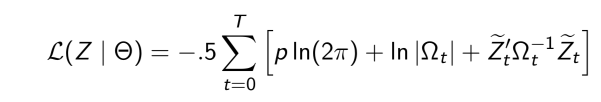 ℒ(Z | Θ) = −.5 ∑_{t=0}^{T} [ p ln(2π) + ln |Ω_t| + Z̃′_t Ω_t^{−1} Z̃_t ]